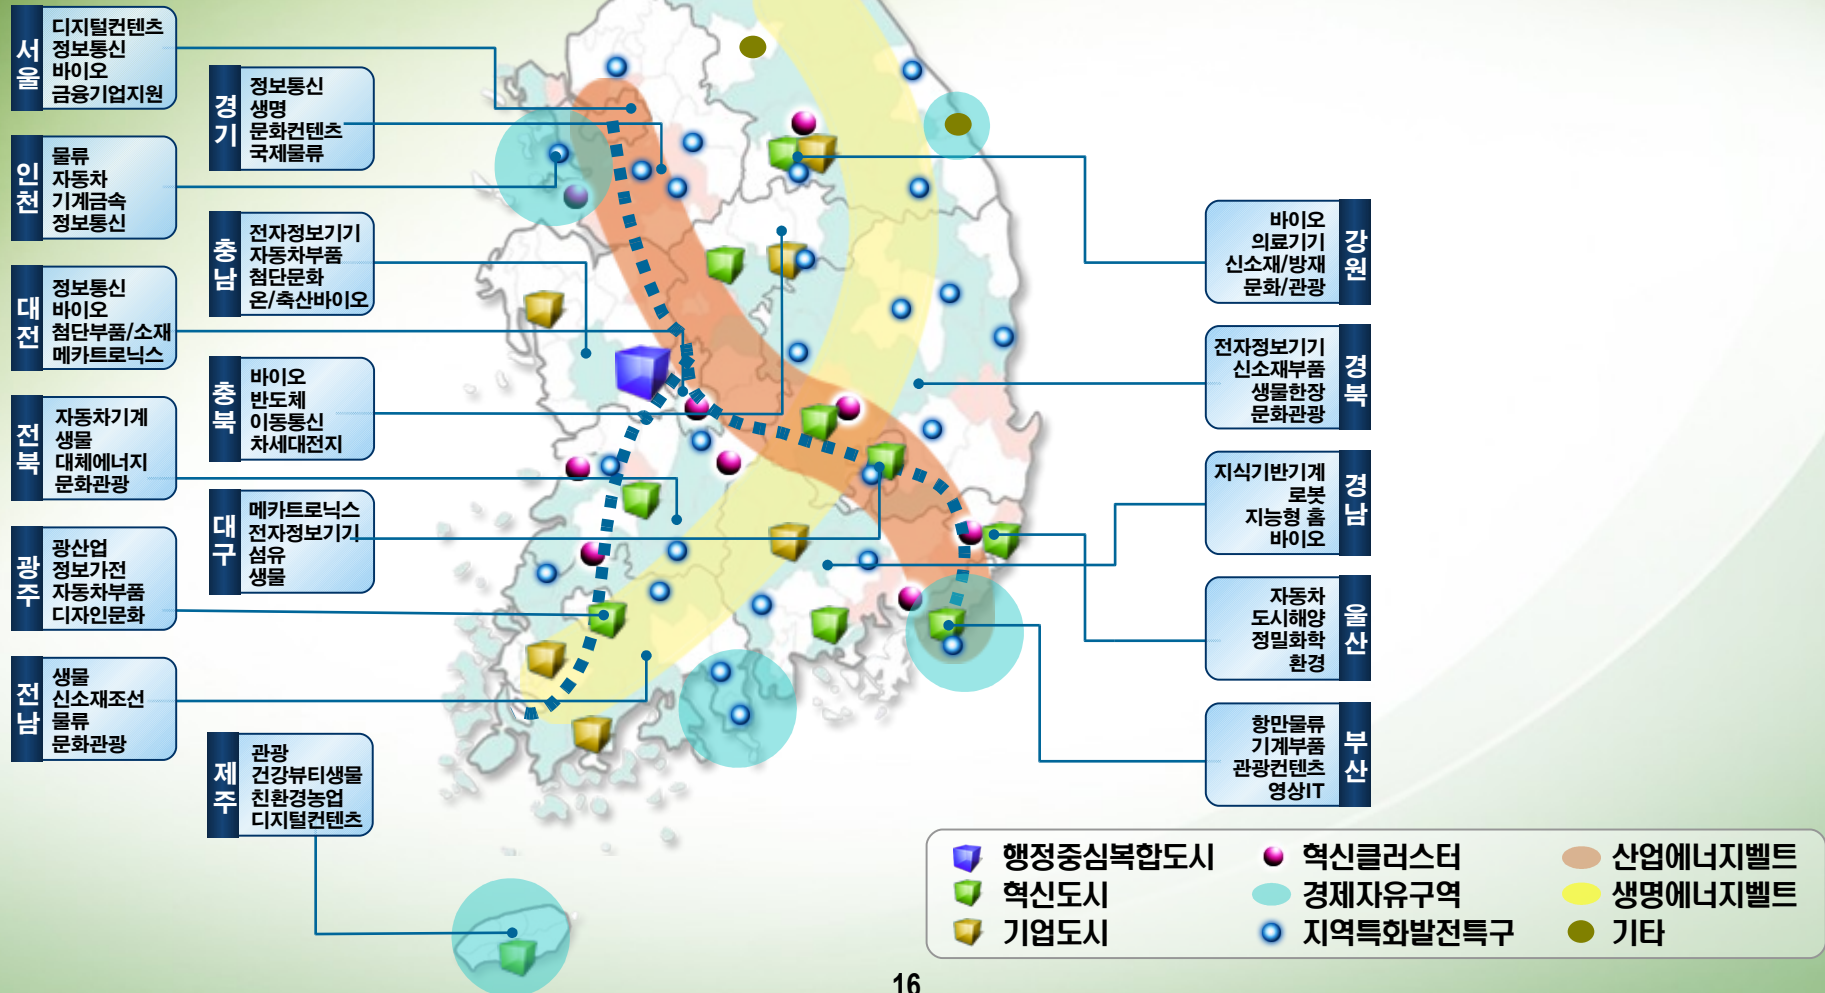 서울
디지털컨텐츠
정보통신
바이오
금융기업지원
경기
정보통신
생명
문화컨텐츠
국제물류
인천
물류
자동차
기계금속
정보통신
충남
전자정보기기
자동차부품
첨단문화
온/축산바이오
대전
정보통신
바이오
첨단부품/소재
메카트로닉스
충북
바이오
반도체
이동통신
차세대전지
전북
자동차기계
생물
대체에너지
문화관광
대구
메카트로닉스
전자정보기기
섬유
생물
광주
광산업
정보가전
자동차부품
디자인문화
전남
생물
신소재조선
물류
문화관광
제주
관광
건강뷰티생물
친환경농업
디지털컨텐츠
바이오
의료기기
신소재/방재
문화/관광
강원
전자정보기기
신소재부품
생물한장
문화관광
경북
지식기반기계
로봇
지능형 홈
바이오
경남
자동차
도시해양
정밀화학
환경
울산
항만물류
기계부품
관광컨텐츠
영상IT
부산
행정중심복합도시
혁신클러스터
산업에너지벨트
혁신도시
경제자유구역
생명에너지벨트
기업도시
지역특화발전특구
기타
16